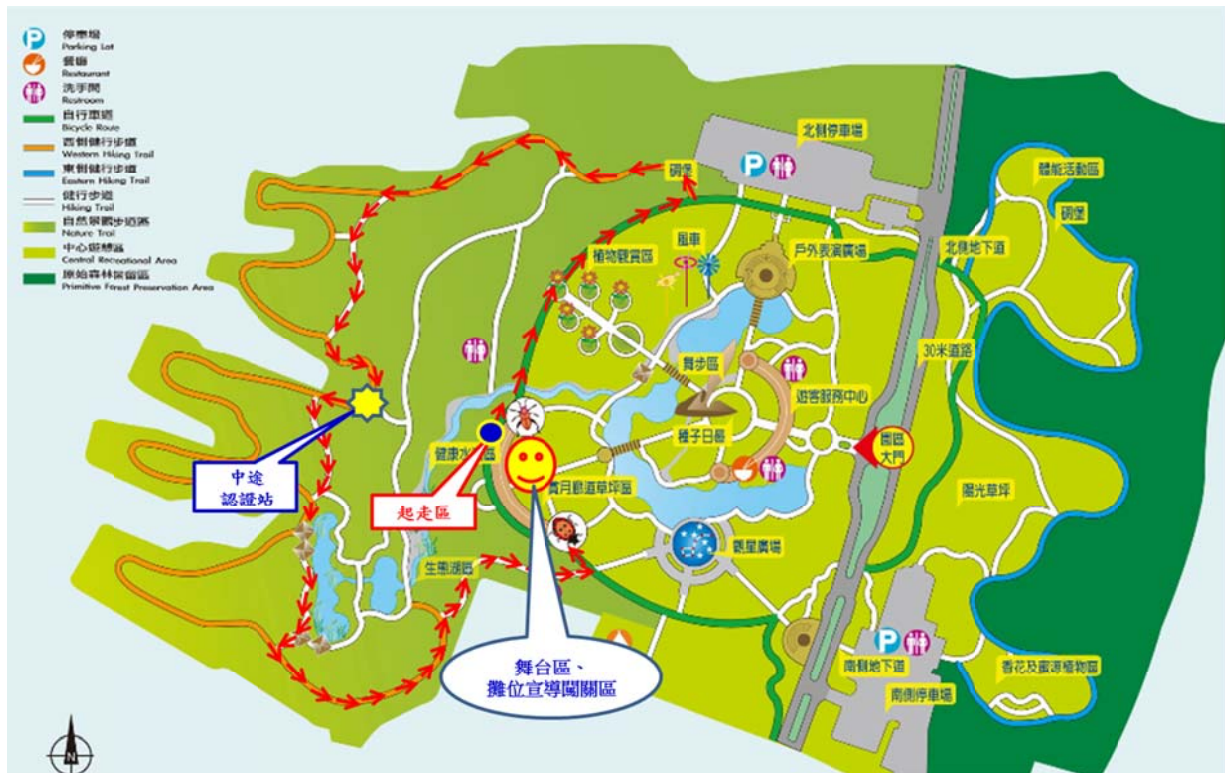 停車場
Parking Lot
餐廳
Restaurant
洗手間
Restroom
自行車道
Bicycle Route
西側健行步道
Western Hiking Trail
東側健行步道
Eastern Hiking Trail
健行步道
Hiking Trail
自然景觀步道區
Nature Trail
中心遊憩區
Central Recreational Area
原始森林保留區
Primitive Forest Preservation Area
北側停車場
P
體能活動區
碉堡
碉堡
北側地下道
戶外表演廣場
風車
植物觀賞區
30米道路
舞步區
遊客服務中心
種子日晷
園區
大門
健康水
區
賞月廊道草坪區
陽光草坪
中途
認證站
起走區
觀星廣場
生態湖區
P
舞台區、
攤位宣導闖關區
南側地下道
南側停車場
香花及蜜源植物區
N